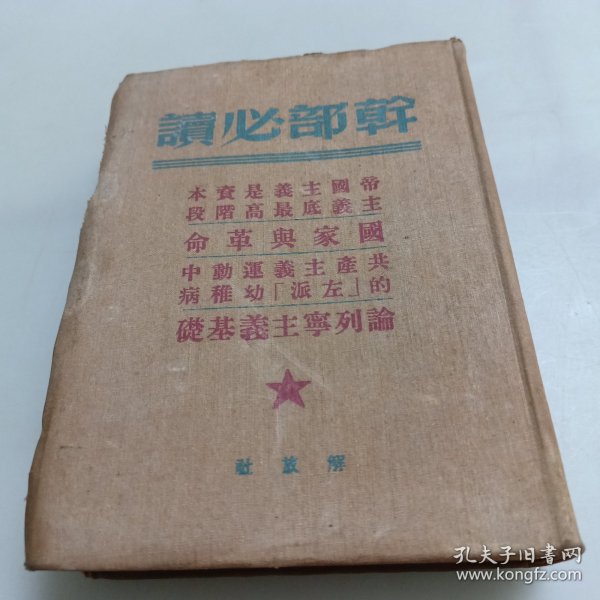 幹部必讀
帝國主義是資本
主義底最高階段
國家與革命
共產主義運動中
的「左派」幼稚病
論列寧主義基礎
解放社
孔夫子旧书网
www.kongfz.com